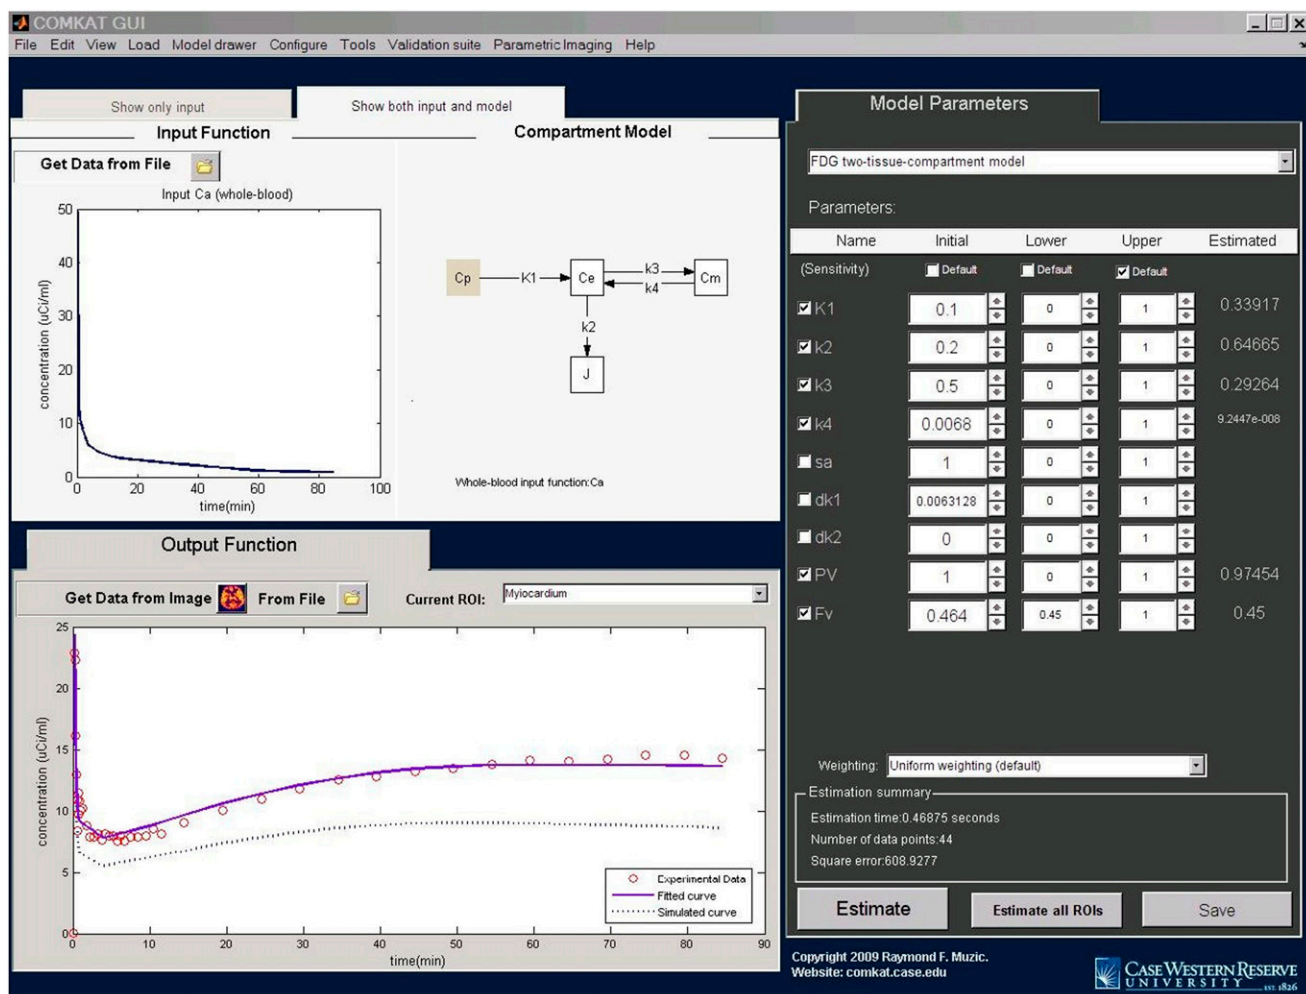 COMKAT GUI
File Edit View Load Model drawer Configure Tools Validation suite Parametric Imaging Help
Show only input
Show both input and model
Input Function
Compartment Model
Get Data from File
Input Ca (whole-blood)
50
40
30
20
10
0
concentration (uCi/ml)
0 20 40 60 80 100
time(min)
Cp K1 Ce k3 k4 Cm
k2
J
Whole-blood input function:Ca
Output Function
Get Data from Image From File
Current ROI: Myiocardium
25
20
15
10
5
0
concentration (uCi/ml)
Experimental Data
Fitted curve
Simulated curve
0 10 20 30 40 50 60 70 80 90
time(min)
Model Parameters
FDG two-tissue-compartment model
Parameters:
Name Initial Lower Upper Estimated
(Sensitivity) Default Default Default
K1 0.1 0 1 0.33917
k2 0.2 0 1 0.64665
k3 0.5 0 1 0.29264
k4 0.0068 0 1 9.2447e-008
sa 1 0 1
dk1 0.0063128 0 1
dk2 0 0 1
PV 1 0 1 0.97454
Fv 0.464 0.45 1 0.45
Weighting: Uniform weighting (default)
Estimation summary
Estimation time:0.46875 seconds
Number of data points:44
Square error:608.9277
Estimate Estimate all ROIs Save
Copyright 2009 Raymond F. Muzic.
Website: comkat.case.edu
CASE WESTERN RESERVE
UNIVERSITY EST. 1826